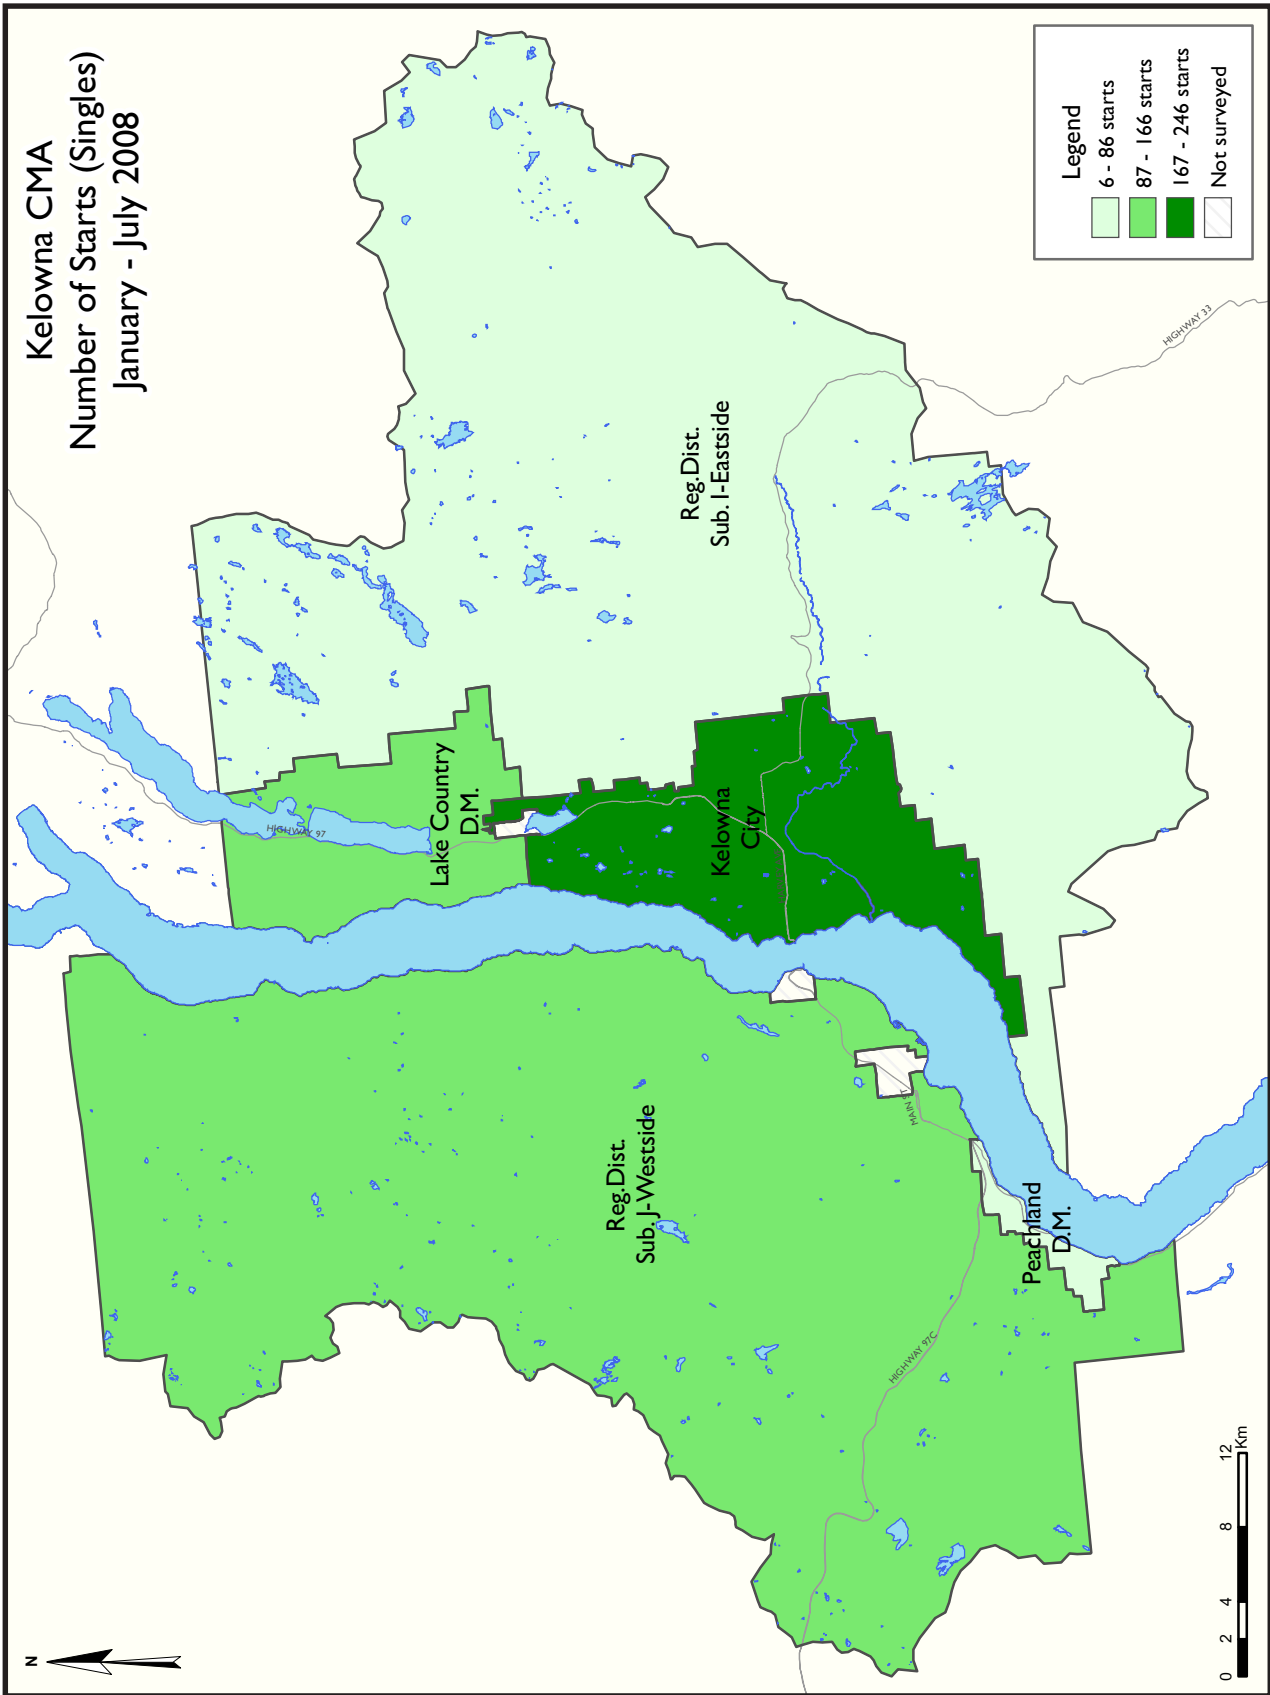 Kelowna CMA
Number of Starts (Singles)
January - July 2008
N
Legend
6 - 86 starts
87 - 166 starts
167 - 246 starts
Not surveyed
HIGHWAY 97
Lake Country
D.M.
Reg.Dist.
Sub. I-Eastside
Kelowna
City
HIGHWAY 33
Reg.Dist.
Sub. J-Westside
MAIN ST
Peachland
D.M.
HIGHWAY 97C
0 2 4 8 12
Km